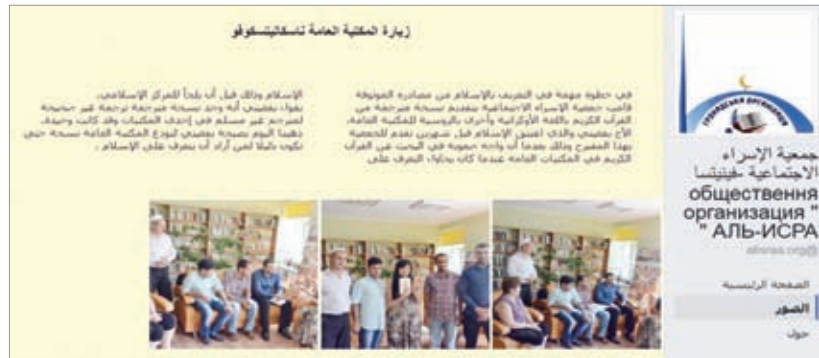 زيارة المكتبة العامة
في خطوة مهمة في التعريف بالإسلام من مصادره الموثوقة
قامت جمعية الإسراء الاجتماعية بتقديم نسخة مترجمة من
القرآن الكريم باللغة الأوكرانية وأخرى بالروسية للمكتبة العامة.
الأخ يفغيني والذي اعتنق الإسلام قبل شهرين تقدم للجمعية
بهذا المقترح وذلك بعدما أن واجه صعوبة في البحث عن القرآن
الكريم في المكتبات العامة عندما كان يحاول التعرف على
الإسلام وذلك قبل أن يلجأ للمركز الإسلامي.
يقول يفغيني أنه وجد نسخة مترجمة ترجمة غير صحيحة
لمترجم غير مسلم في إحدى المكتبات وقد كانت وحيدة.
ذهبنا اليوم بصحبة يفغيني لنودع المكتبة العامة نسخة حتى
تكون دليلا لمن أراد أن يتعرف على الإسلام .
جمعية الإسراء
الاجتماعية -فينيتسا
обществення
организация "
АЛЬ-ИСРА "
الصفحة الرئيسية
الصور
حول